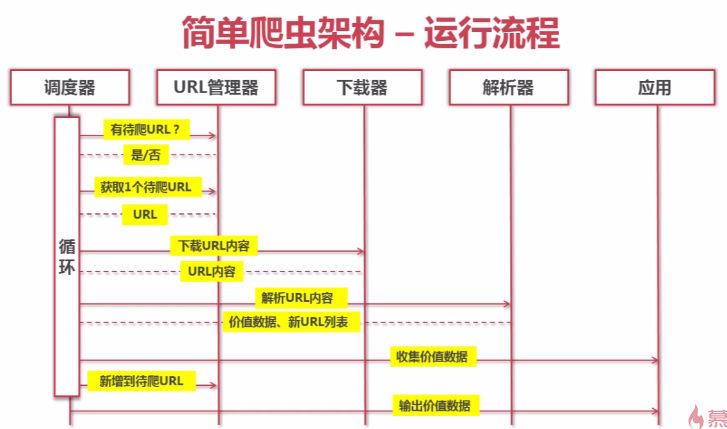 简单爬虫架构 – 运行流程
调度器
URL管理器
下载器
解析器
应用
循环
有待爬URL？
是/否
获取1个待爬URL
URL
下载URL内容
URL内容
解析URL内容
价值数据、新URL列表
收集价值数据
新增到待爬URL
输出价值数据
慕